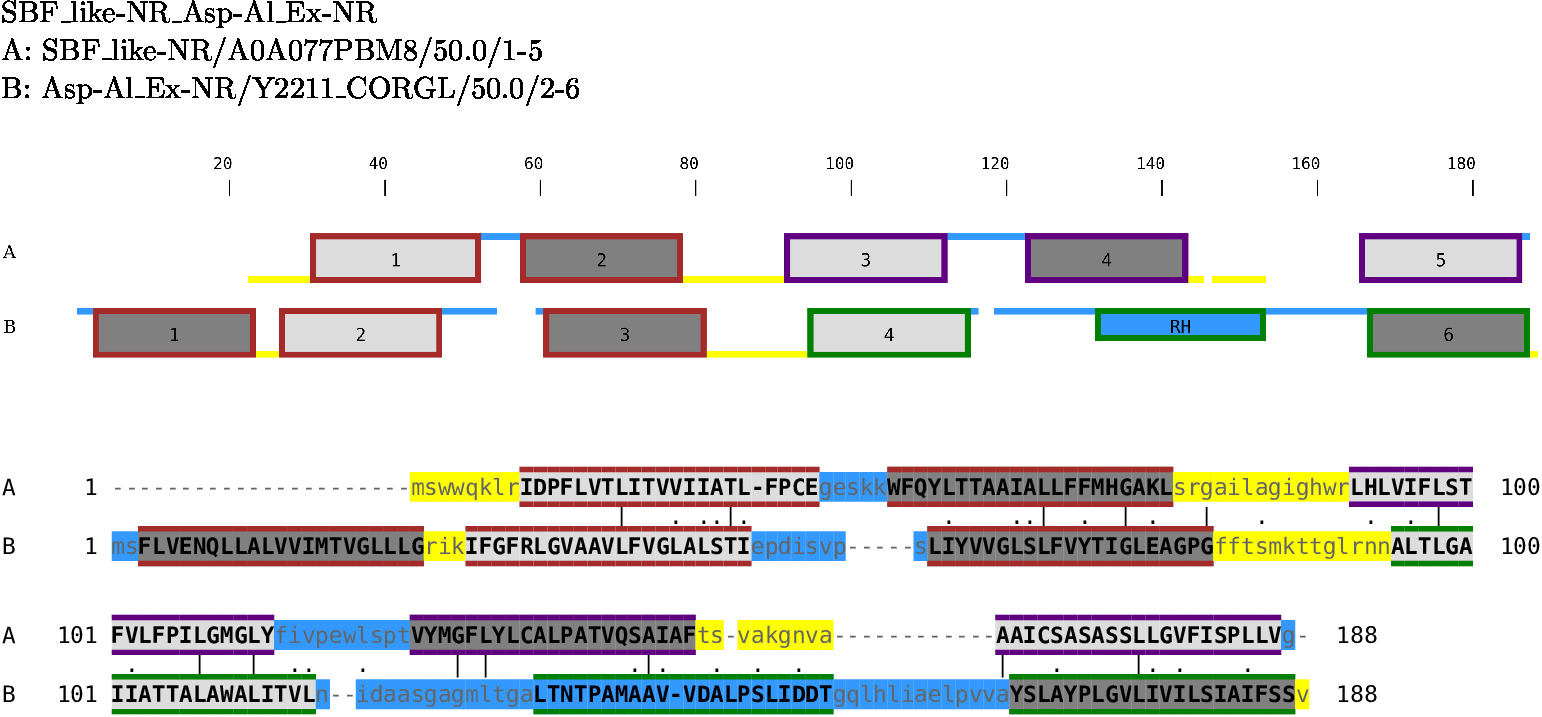 SBF_like-NR_Asp-Al_Ex-NR
A: SBF_like-NR/A0A077PBM8/50.0/1-5
B: Asp-Al_Ex-NR/Y2211_CORGL/50.0/2-6
20 40 60 80 100 120 140 160 180
A 1 2 3 4 5
B 1 2 3 4 RH 6
A 1 ----------------------mswwqklrIDPFLVTLITVVIIATL-FPCEgeskkWFQYLTTAAIALLFFMHGAKLsrgailagighwrLHLVIFLST 100
B 1 msFLVENQLLALVVIMTVGLLLGrikIFGFRLGVAAVLFVGLALSTIepdisvp-----sLIYVVGLSLFVYTIGLEAGPGfftsmkttglrnnALTLGA 100
A 101 FVLFPILGMGLYfivpewlsptVYMGFLYLCALPATVQSAIAFts-vakgnva------------AAICSASASSLLGVFISPLLVg- 188
B 101 IIATTALAWALITVLn--idaasgagmltgaLTNTPAMAAV-VDALPSLIDDTgqlhliaelpvvaYSLAYPLGVLIVILSIAIFSSv 188